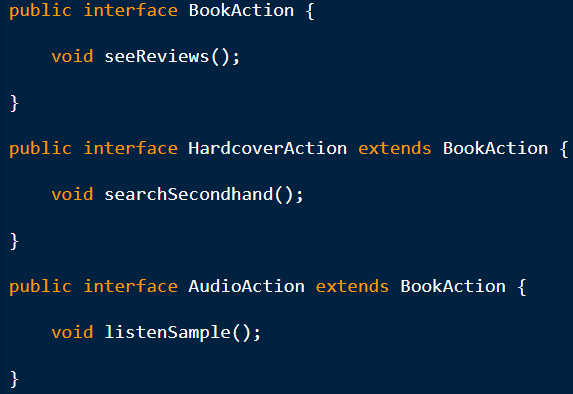 public interface BookAction {
void seeReviews();
}
public interface HardcoverAction extends BookAction {
void searchSecondhand();
}
public interface AudioAction extends BookAction {
void listenSample();
}